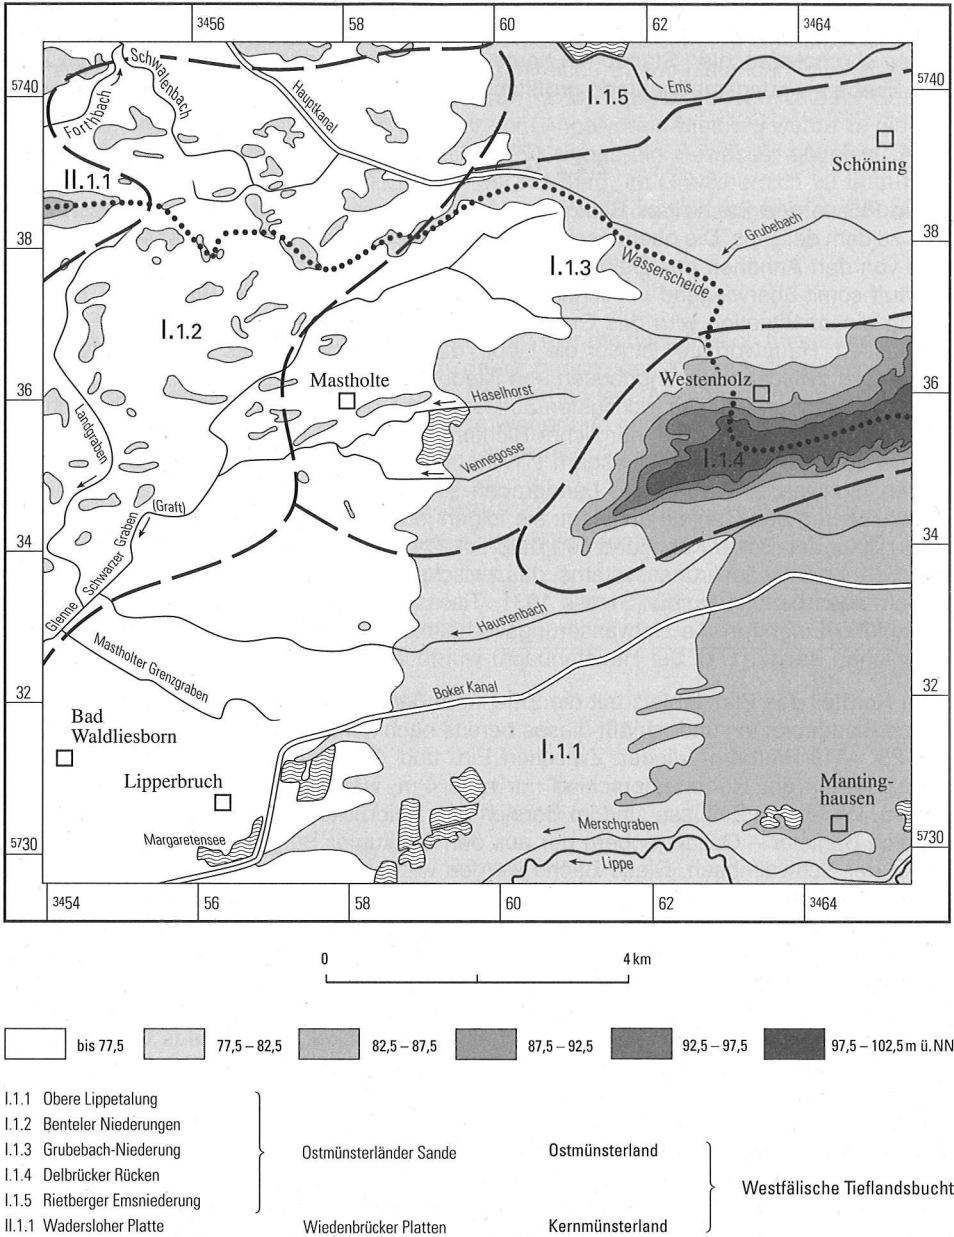 3456 58 60 62 3464
5740 5740
Schwalenbach
Forthbach
Hauptkanal
I.1.5
Ems
Schöning
II.1.1
38 38
Grubebach
Wasserscheide
I.1.3
I.1.2
Mastholte
Westenholz
36 36
Haselhorst
Landgraben
Vennegosse
I.1.4
(Graft)
Schwarzer Graben
34 34
Glenne
Haustenbach
Mastholter Grenzgraben
Boker Kanal
32 32
Bad
Waldliesborn
I.1.1
Lipperbruch
Manting-
hausen
Margaretensee
Merschgraben
Lippe
5730 5730
3454 56 58 60 62 3464
0 4 km
bis 77,5 77,5 – 82,5 82,5 – 87,5 87,5 – 92,5 92,5 – 97,5 97,5 – 102,5 m ü. NN
I.1.1 Obere Lippetalung
I.1.2 Benteler Niederungen
I.1.3 Grubebach-Niederung Ostmünsterländer Sande Ostmünsterland
I.1.4 Delbrücker Rücken
I.1.5 Rietberger Emsniederung Westfälische Tieflandsbucht
II.1.1 Wadersloher Platte Wiedenbrücker Platten Kernmünsterland